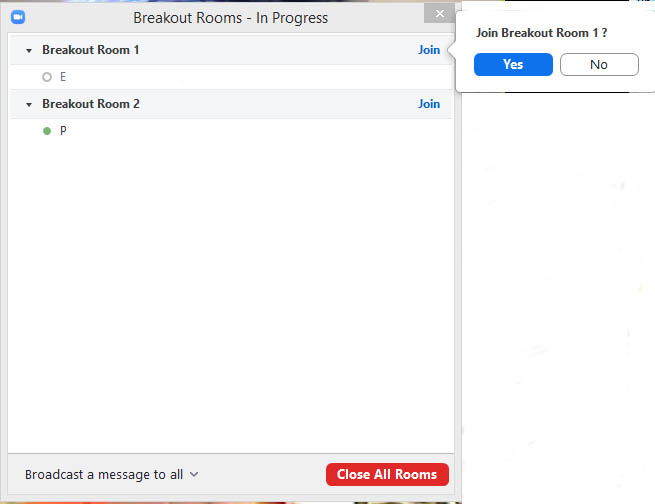 Breakout Rooms - In Progress
Breakout Room 1 Join
E
Breakout Room 2 Join
P
Broadcast a message to all
Close All Rooms
Join Breakout Room 1 ?
Yes No